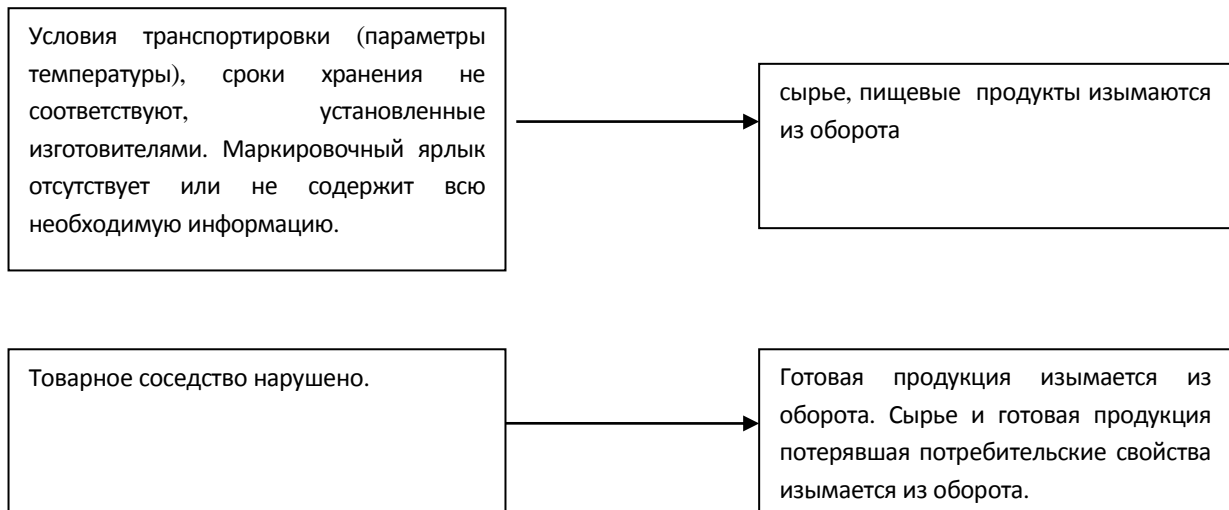 Условия транспортировки (параметры
температуры), сроки хранения не
соответствуют, установленные
изготовителями. Маркировочный ярлык
отсутствует или не содержит всю
необходимую информацию.
сырье, пищевые продукты изымаются
из оборота
Товарное соседство нарушено.
Готовая продукция изымается из
оборота. Сырье и готовая продукция
потерявшая потребительские свойства
изымается из оборота.